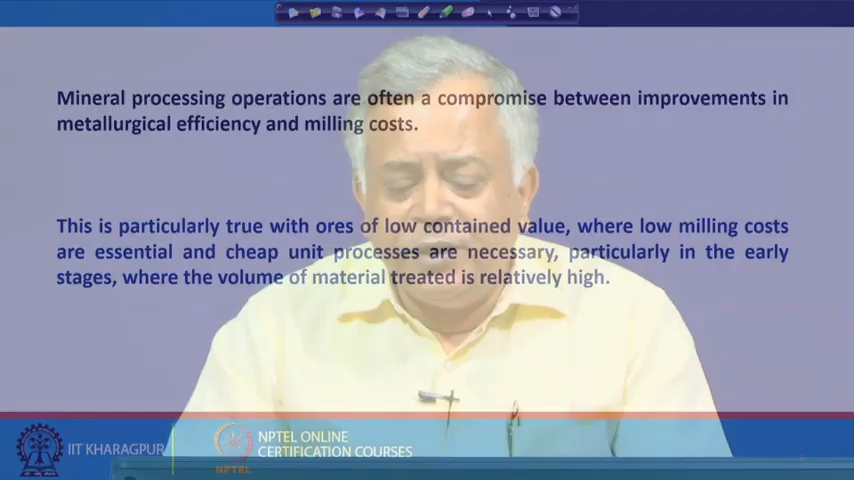 Mineral processing operations are often a compromise between improvements in
metallurgical efficiency and milling costs.
This is particularly true with ores of low contained value, where low milling costs
are essential and cheap unit processes are necessary, particularly in the early
stages, where the volume of material treated is relatively high.
IIT KHARAGPUR
NPTEL
NPTEL ONLINE
CERTIFICATION COURSES